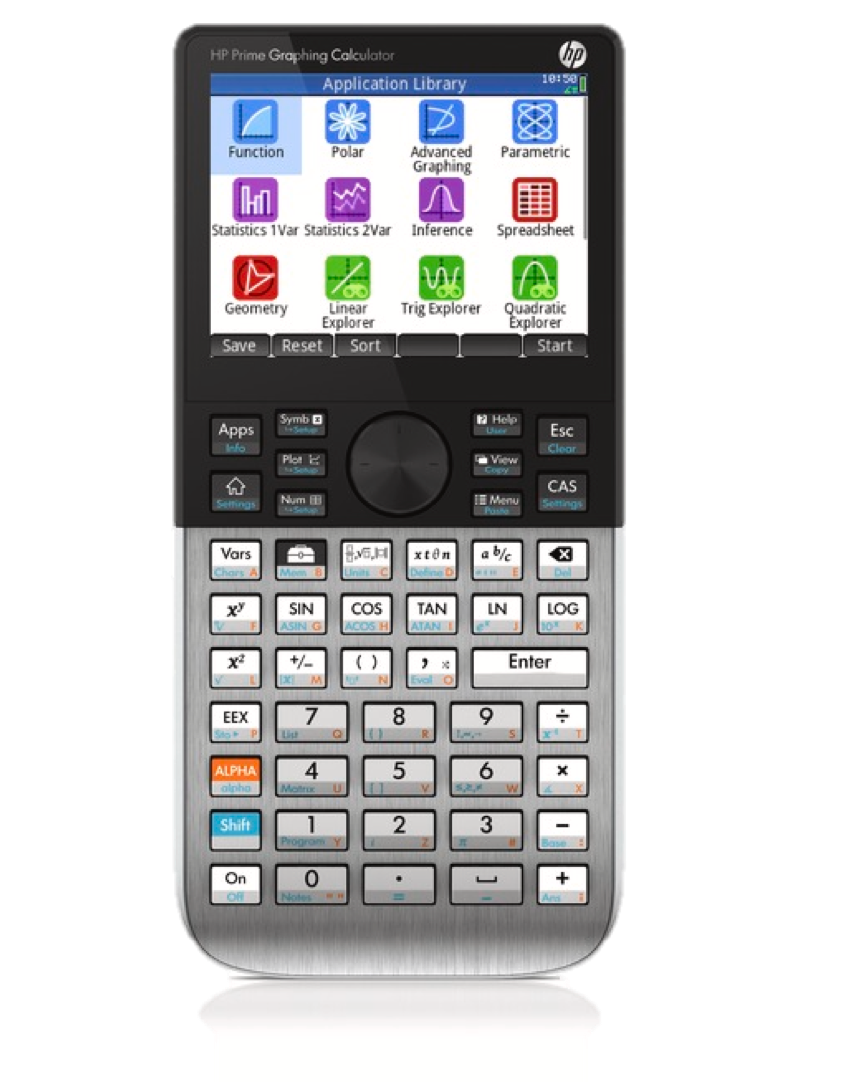 HP Prime Graphing Calculator
hp
Application Library
10:50
Function Polar Advanced Graphing Parametric
Statistics 1Var Statistics 2Var Inference Spreadsheet
Geometry Linear Explorer Trig Explorer Quadratic Explorer
Save Reset Sort Start
Apps Symb Help Esc
Info Setup User Clear
Plot View
Setup Copy
CAS
Settings Settings
Num Menu
Setup Paste
Vars x t θ n a b/c
Chars A Mem B Units C Define D E Del
xʸ SIN COS TAN LN LOG
F ASIN G ACOS H ATAN I eˣ J 10ˣ K
x² +/− ( ) , Enter
√ L |x| M N Eval O
EEX 7 8 9 ÷
Sto ▸ P List Q { } R S x⁻¹ T
ALPHA 4 5 6 ×
alpha Matrix U [ ] V ≤,≥,≠ W ∡ X
Shift 1 2 3 −
Program Y i Z π # Base :
On 0 . ␣ +
Off Notes " " = _ Ans ;